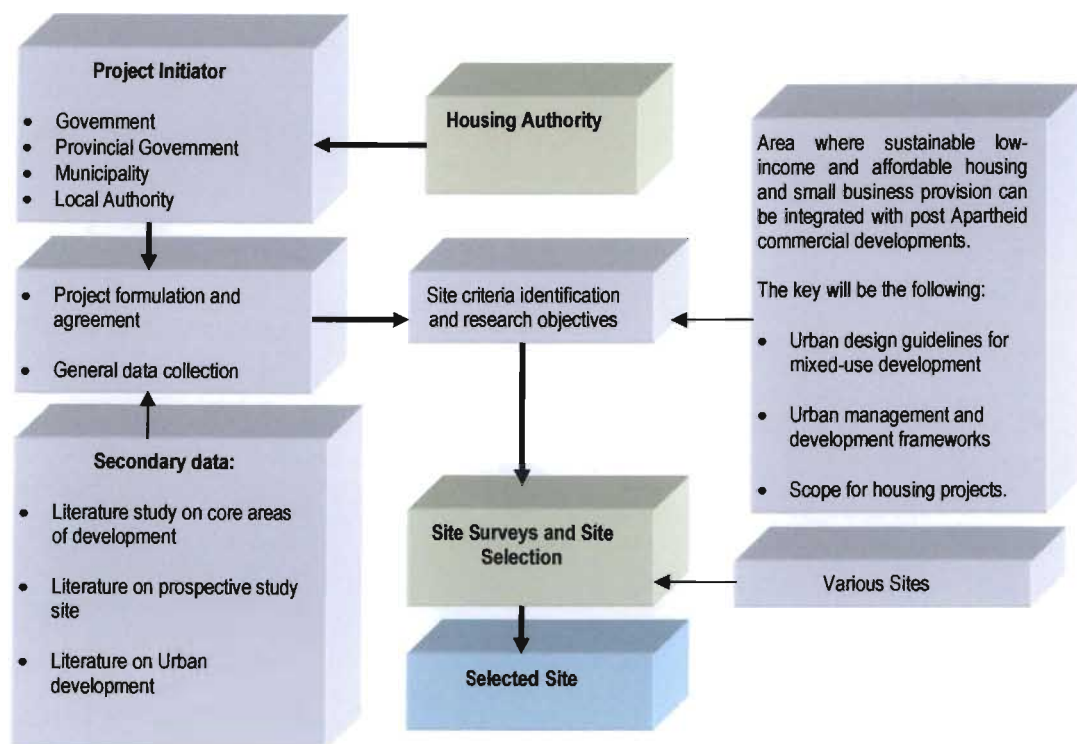 Project Initiator
• Government
• Provincial Government
• Municipality
• Local Authority
Housing Authority
Area where sustainable low-
income and affordable housing
and small business provision can
be integrated with post Apartheid
commercial developments.
The key will be the following:
• Urban design guidelines for
mixed-use development
• Urban management and
development frameworks
• Scope for housing projects.
• Project formulation and
agreement
• General data collection
Site criteria identification
and research objectives
Secondary data:
• Literature study on core areas
of development
• Literature on prospective study
site
• Literature on Urban
development
Site Surveys and Site
Selection
Various Sites
Selected Site